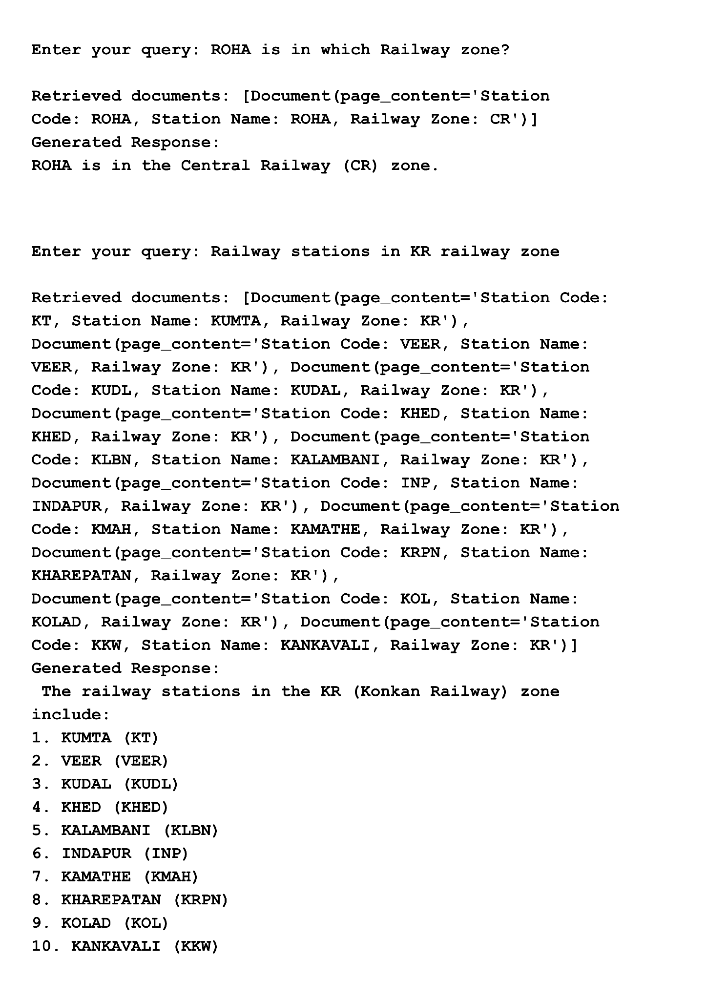 Enter your query: ROHA is in which Railway zone?
Retrieved documents: [Document(page_content='Station
Code: ROHA, Station Name: ROHA, Railway Zone: CR')]
Generated Response:
ROHA is in the Central Railway (CR) zone.
Enter your query: Railway stations in KR railway zone
Retrieved documents: [Document(page_content='Station Code:
KT, Station Name: KUMTA, Railway Zone: KR'),
Document(page_content='Station Code: VEER, Station Name:
VEER, Railway Zone: KR'), Document(page_content='Station
Code: KUDL, Station Name: KUDAL, Railway Zone: KR'),
Document(page_content='Station Code: KHED, Station Name:
KHED, Railway Zone: KR'), Document(page_content='Station
Code: KLBN, Station Name: KALAMBANI, Railway Zone: KR'),
Document(page_content='Station Code: INP, Station Name:
INDAPUR, Railway Zone: KR'), Document(page_content='Station
Code: KMAH, Station Name: KAMATHE, Railway Zone: KR'),
Document(page_content='Station Code: KRPN, Station Name:
KHAREPATAN, Railway Zone: KR'),
Document(page_content='Station Code: KOL, Station Name:
KOLAD, Railway Zone: KR'), Document(page_content='Station
Code: KKW, Station Name: KANKAVALI, Railway Zone: KR')]
Generated Response:
The railway stations in the KR (Konkan Railway) zone
include:
1. KUMTA (KT)
2. VEER (VEER)
3. KUDAL (KUDL)
4. KHED (KHED)
5. KALAMBANI (KLBN)
6. INDAPUR (INP)
7. KAMATHE (KMAH)
8. KHAREPATAN (KRPN)
9. KOLAD (KOL)
10. KANKAVALI (KKW)